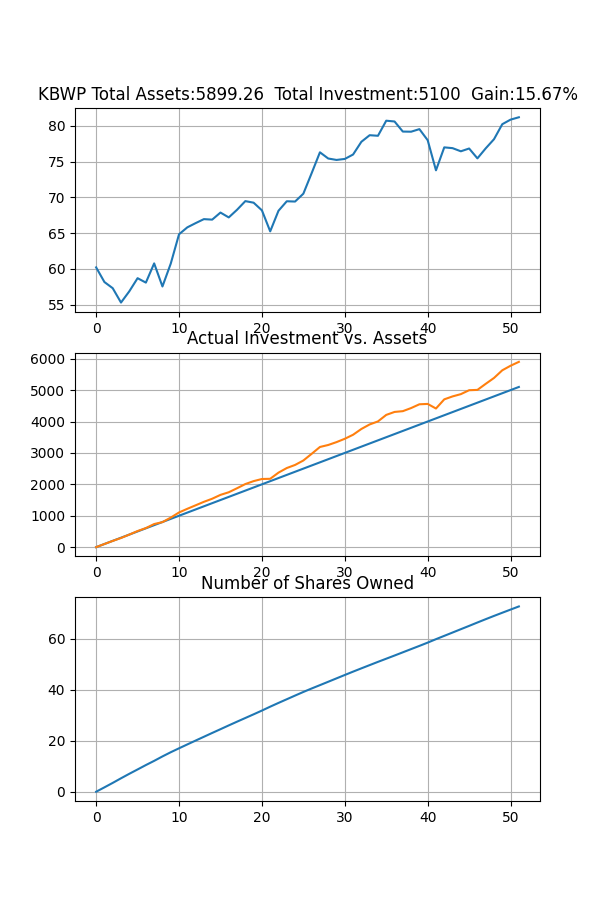 KBWP Total Assets:5899.26  Total Investment:5100  Gain:15.67%
80
75
70
65
60
55
0 10 20 30 40 50
Actual Investment vs. Assets
6000
5000
4000
3000
2000
1000
0
0 10 20 30 40 50
Number of Shares Owned
60
40
20
0
0 10 20 30 40 50